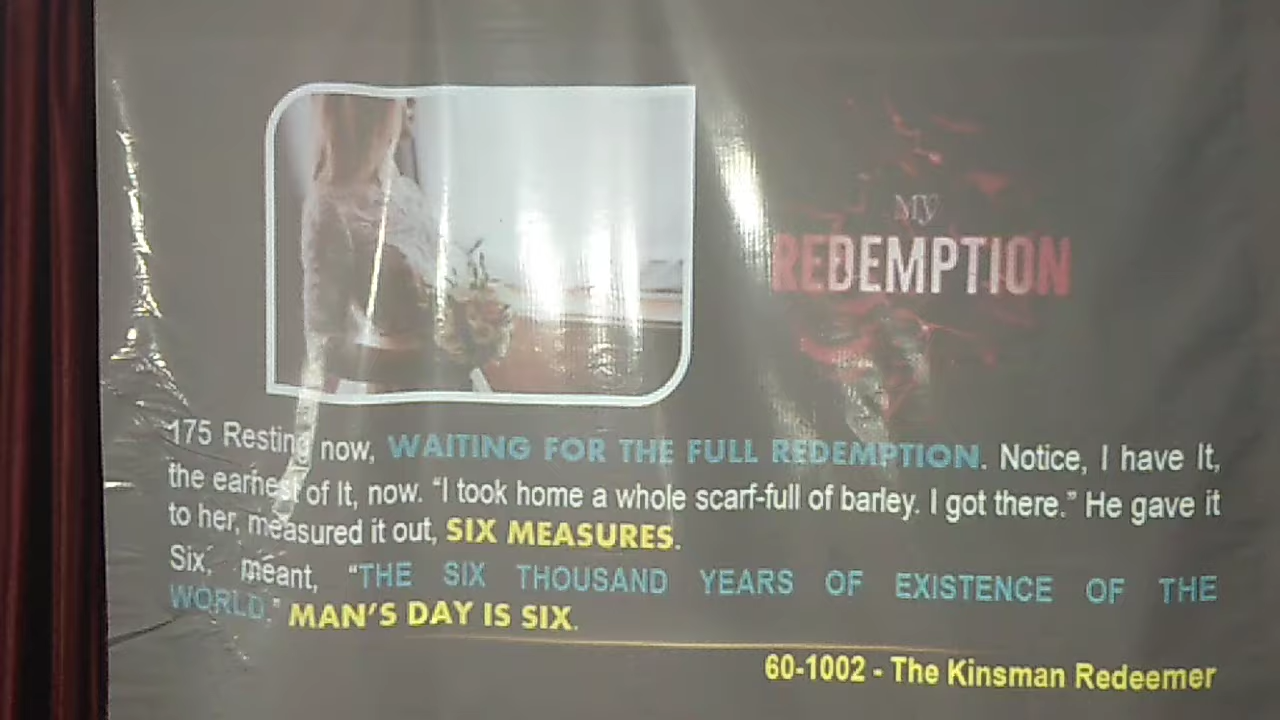 MY
REDEMPTION
175 Resting now, WAITING FOR THE FULL REDEMPTION. Notice, I have It,
the earnest of It, now. “I took home a whole scarf-full of barley. I got there.” He gave it
to her, measured it out, SIX MEASURES.
Six, meant, “THE SIX THOUSAND YEARS OF EXISTENCE OF THE
WORLD.” MAN’S DAY IS SIX.
60-1002 - The Kinsman Redeemer